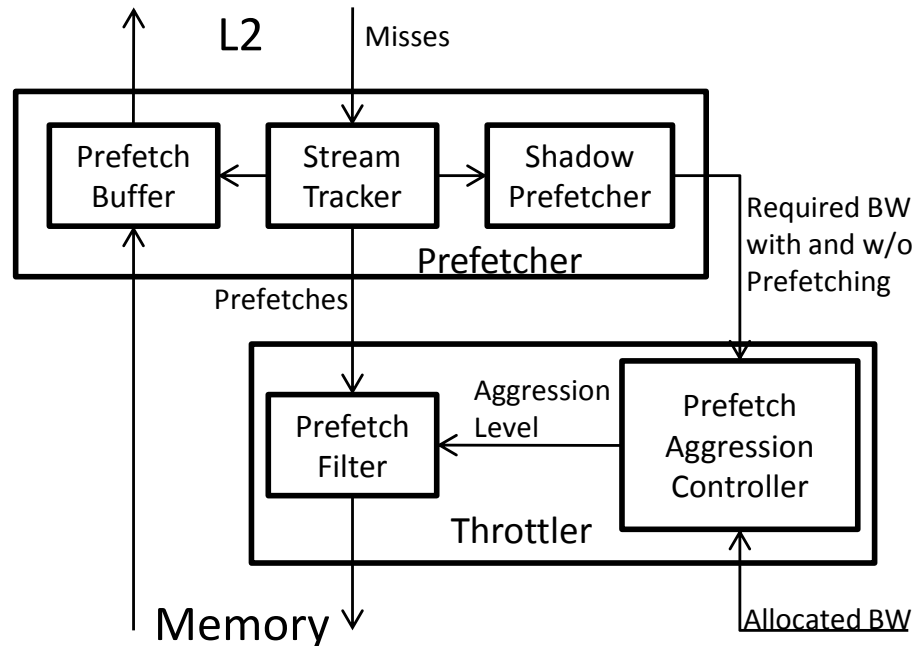 L2
Misses
Prefetch
Buffer
Stream
Tracker
Shadow
Prefetcher
Prefetcher
Required BW
with and w/o
Prefetching
Prefetches
Prefetch
Filter
Aggression
Level
Prefetch
Aggression
Controller
Throttler
Memory
Allocated BW